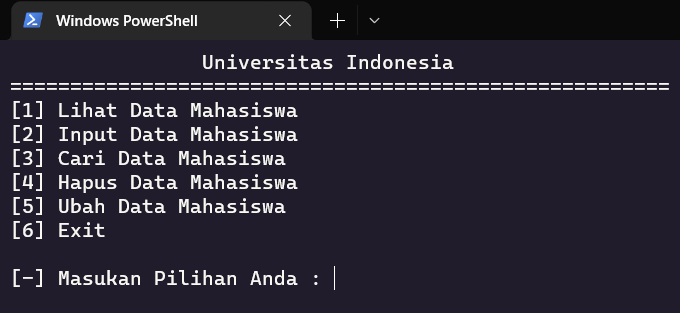 Windows PowerShell
Universitas Indonesia
=======================================================
[1] Lihat Data Mahasiswa
[2] Input Data Mahasiswa
[3] Cari Data Mahasiswa
[4] Hapus Data Mahasiswa
[5] Ubah Data Mahasiswa
[6] Exit
[-] Masukan Pilihan Anda :